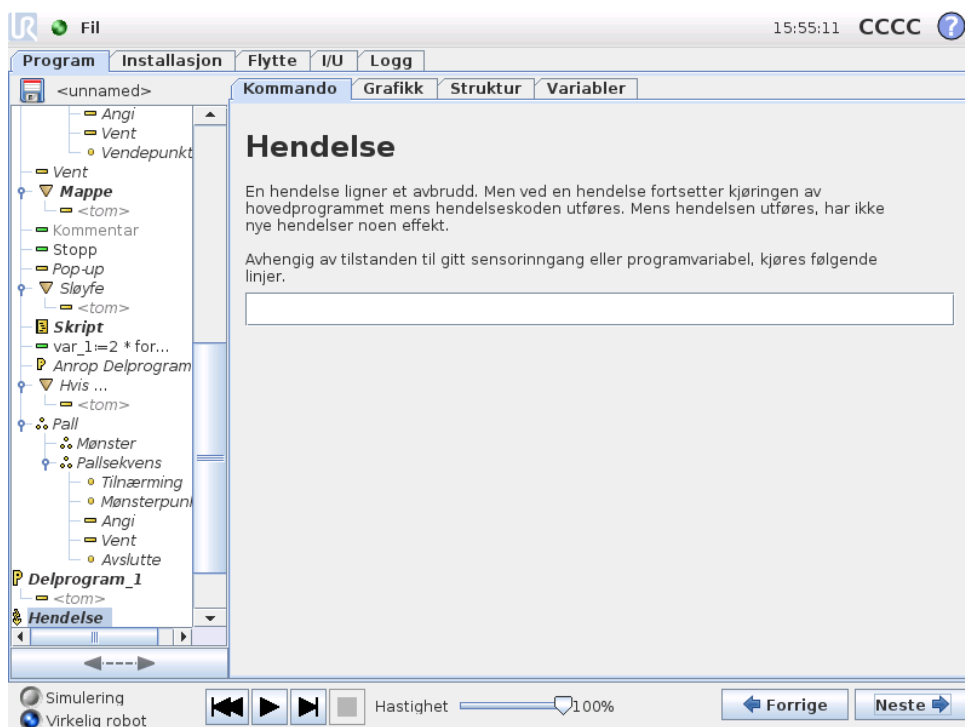 UR Fil 15:55:11 CCCC ?
Program Installasjon Flytte I/U Logg
<unnamed>
Kommando Grafikk Struktur Variabler
Angi
Vent
Vendepunkt
Vent
Mappe
<tom>
Kommentar
Stopp
Pop-up
Sløyfe
<tom>
Skript
var_1:=2 * for...
Anrop Delprogram
Hvis ...
<tom>
Pall
Mønster
Pallsekvens
Tilnærming
Mønsterpun
Angi
Vent
Avslutte
P Delprogram_1
<tom>
Hendelse
Hendelse
En hendelse ligner et avbrudd. Men ved en hendelse fortsetter kjøringen av
hovedprogrammet mens hendelseskoden utføres. Mens hendelsen utføres, har ikke
nye hendelser noen effekt.
Avhengig av tilstanden til gitt sensorinngang eller programvariabel, kjøres følgende
linjer.
Simulering
Virkelig robot
Hastighet 100%
Forrige Neste